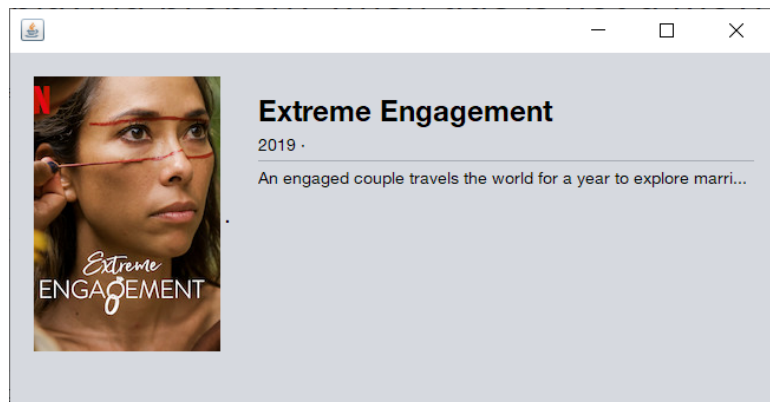 N
Extreme
ENGAGEMENT
Extreme Engagement
2019 ·
An engaged couple travels the world for a year to explore marri...